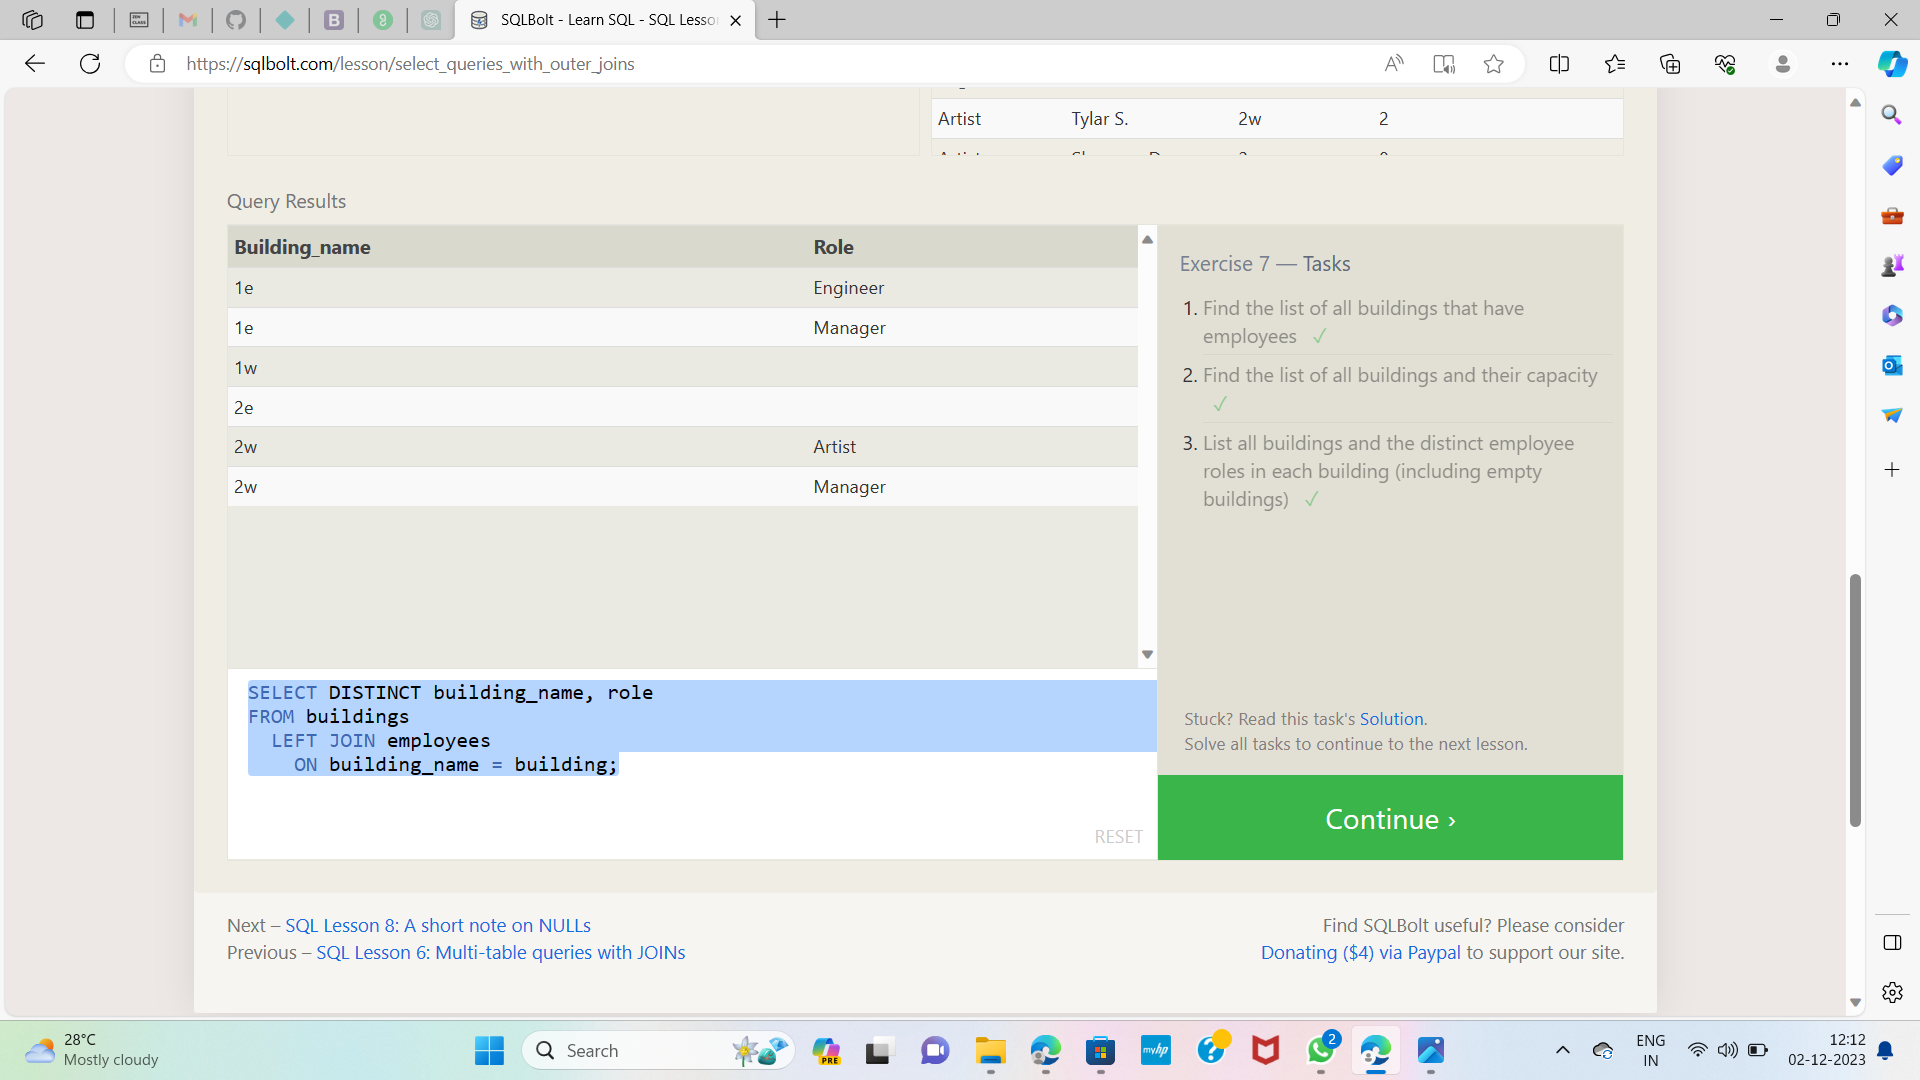 SQLBolt - Learn SQL - SQL Lesso
https://sqlbolt.com/lesson/select_queries_with_outer_joins
Artist Tylar S. 2w 2
Query Results
Building_name Role
1e Engineer
1e Manager
1w
2e
2w Artist
2w Manager
Exercise 7 — Tasks
1. Find the list of all buildings that have
employees ✓
2. Find the list of all buildings and their capacity
✓
3. List all buildings and the distinct employee
roles in each building (including empty
buildings) ✓
SELECT DISTINCT building_name, role
FROM buildings
LEFT JOIN employees
ON building_name = building;
RESET
Stuck? Read this task's Solution.
Solve all tasks to continue to the next lesson.
Continue ›
Next – SQL Lesson 8: A short note on NULLs
Previous – SQL Lesson 6: Multi-table queries with JOINs
Find SQLBolt useful? Please consider
Donating ($4) via Paypal to support our site.
28°C
Mostly cloudy
Search
PRE
myhp
2
ENG
IN
12:12
02-12-2023